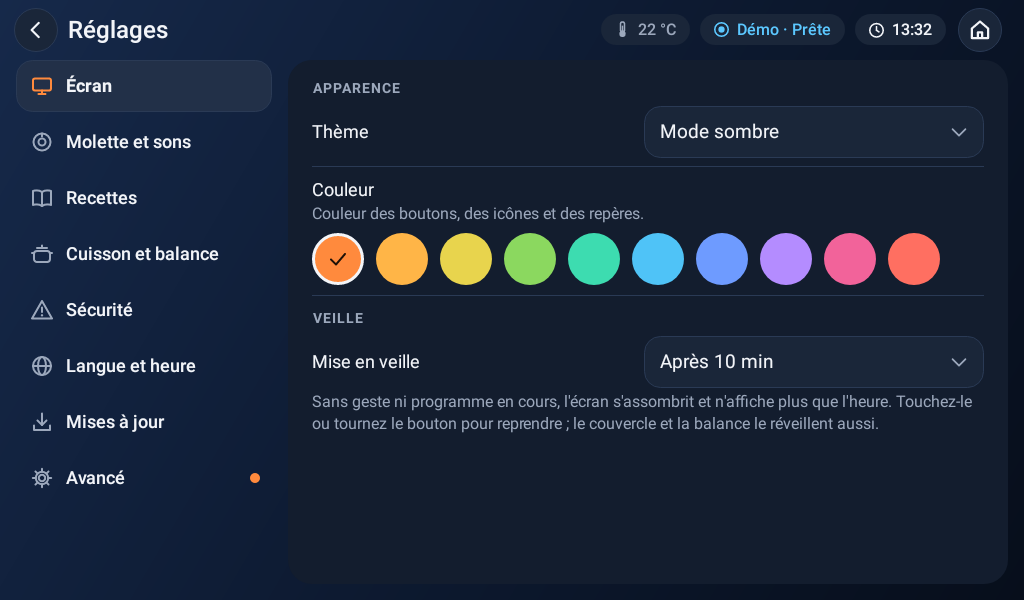 Réglages
22 °C
Démo · Prête
13:32
Écran
Molette et sons
Recettes
Cuisson et balance
Sécurité
Langue et heure
Mises à jour
Avancé
APPARENCE
Thème
Mode sombre
Couleur
Couleur des boutons, des icônes et des repères.
VEILLE
Mise en veille
Après 10 min
Sans geste ni programme en cours, l'écran s'assombrit et n'affiche plus que l'heure. Touchez-le
ou tournez le bouton pour reprendre ; le couvercle et la balance le réveillent aussi.